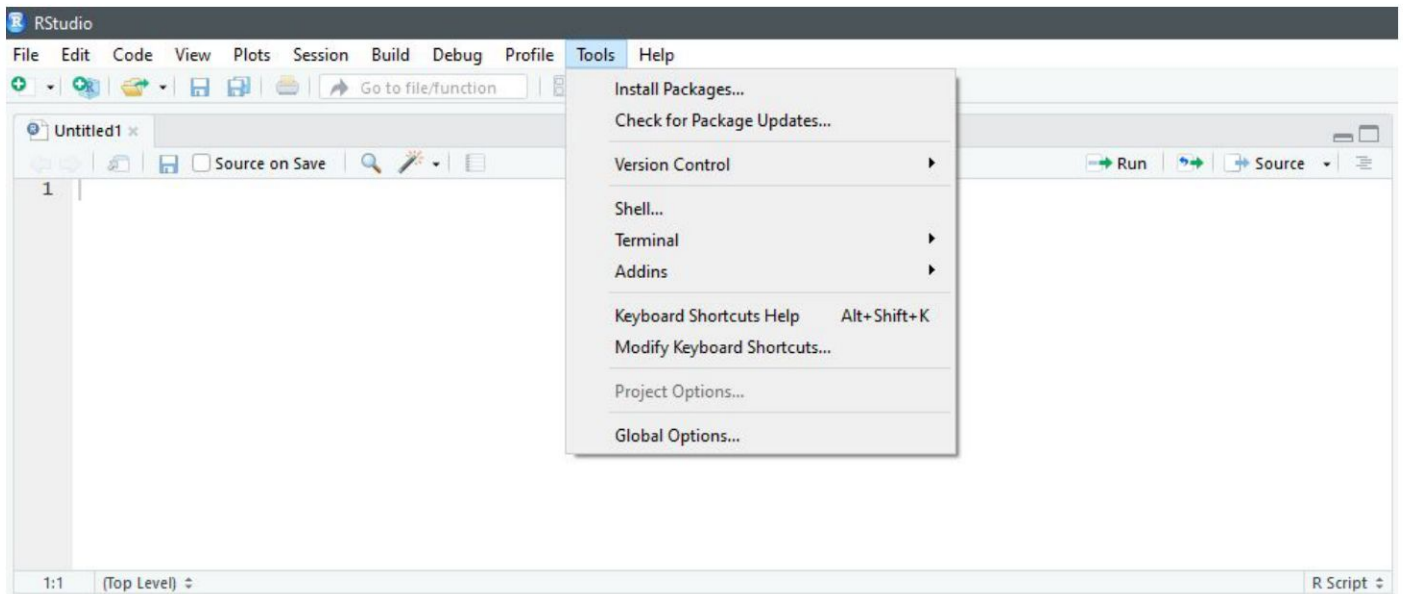 RStudio
File Edit Code View Plots Session Build Debug Profile Tools Help
Go to file/function
Install Packages...
Check for Package Updates...
Untitled1
Source on Save
Version Control
Run
Source
1
Shell...
Terminal
Addins
Keyboard Shortcuts Help Alt+Shift+K
Modify Keyboard Shortcuts...
Project Options...
Global Options...
1:1 (Top Level) R Script